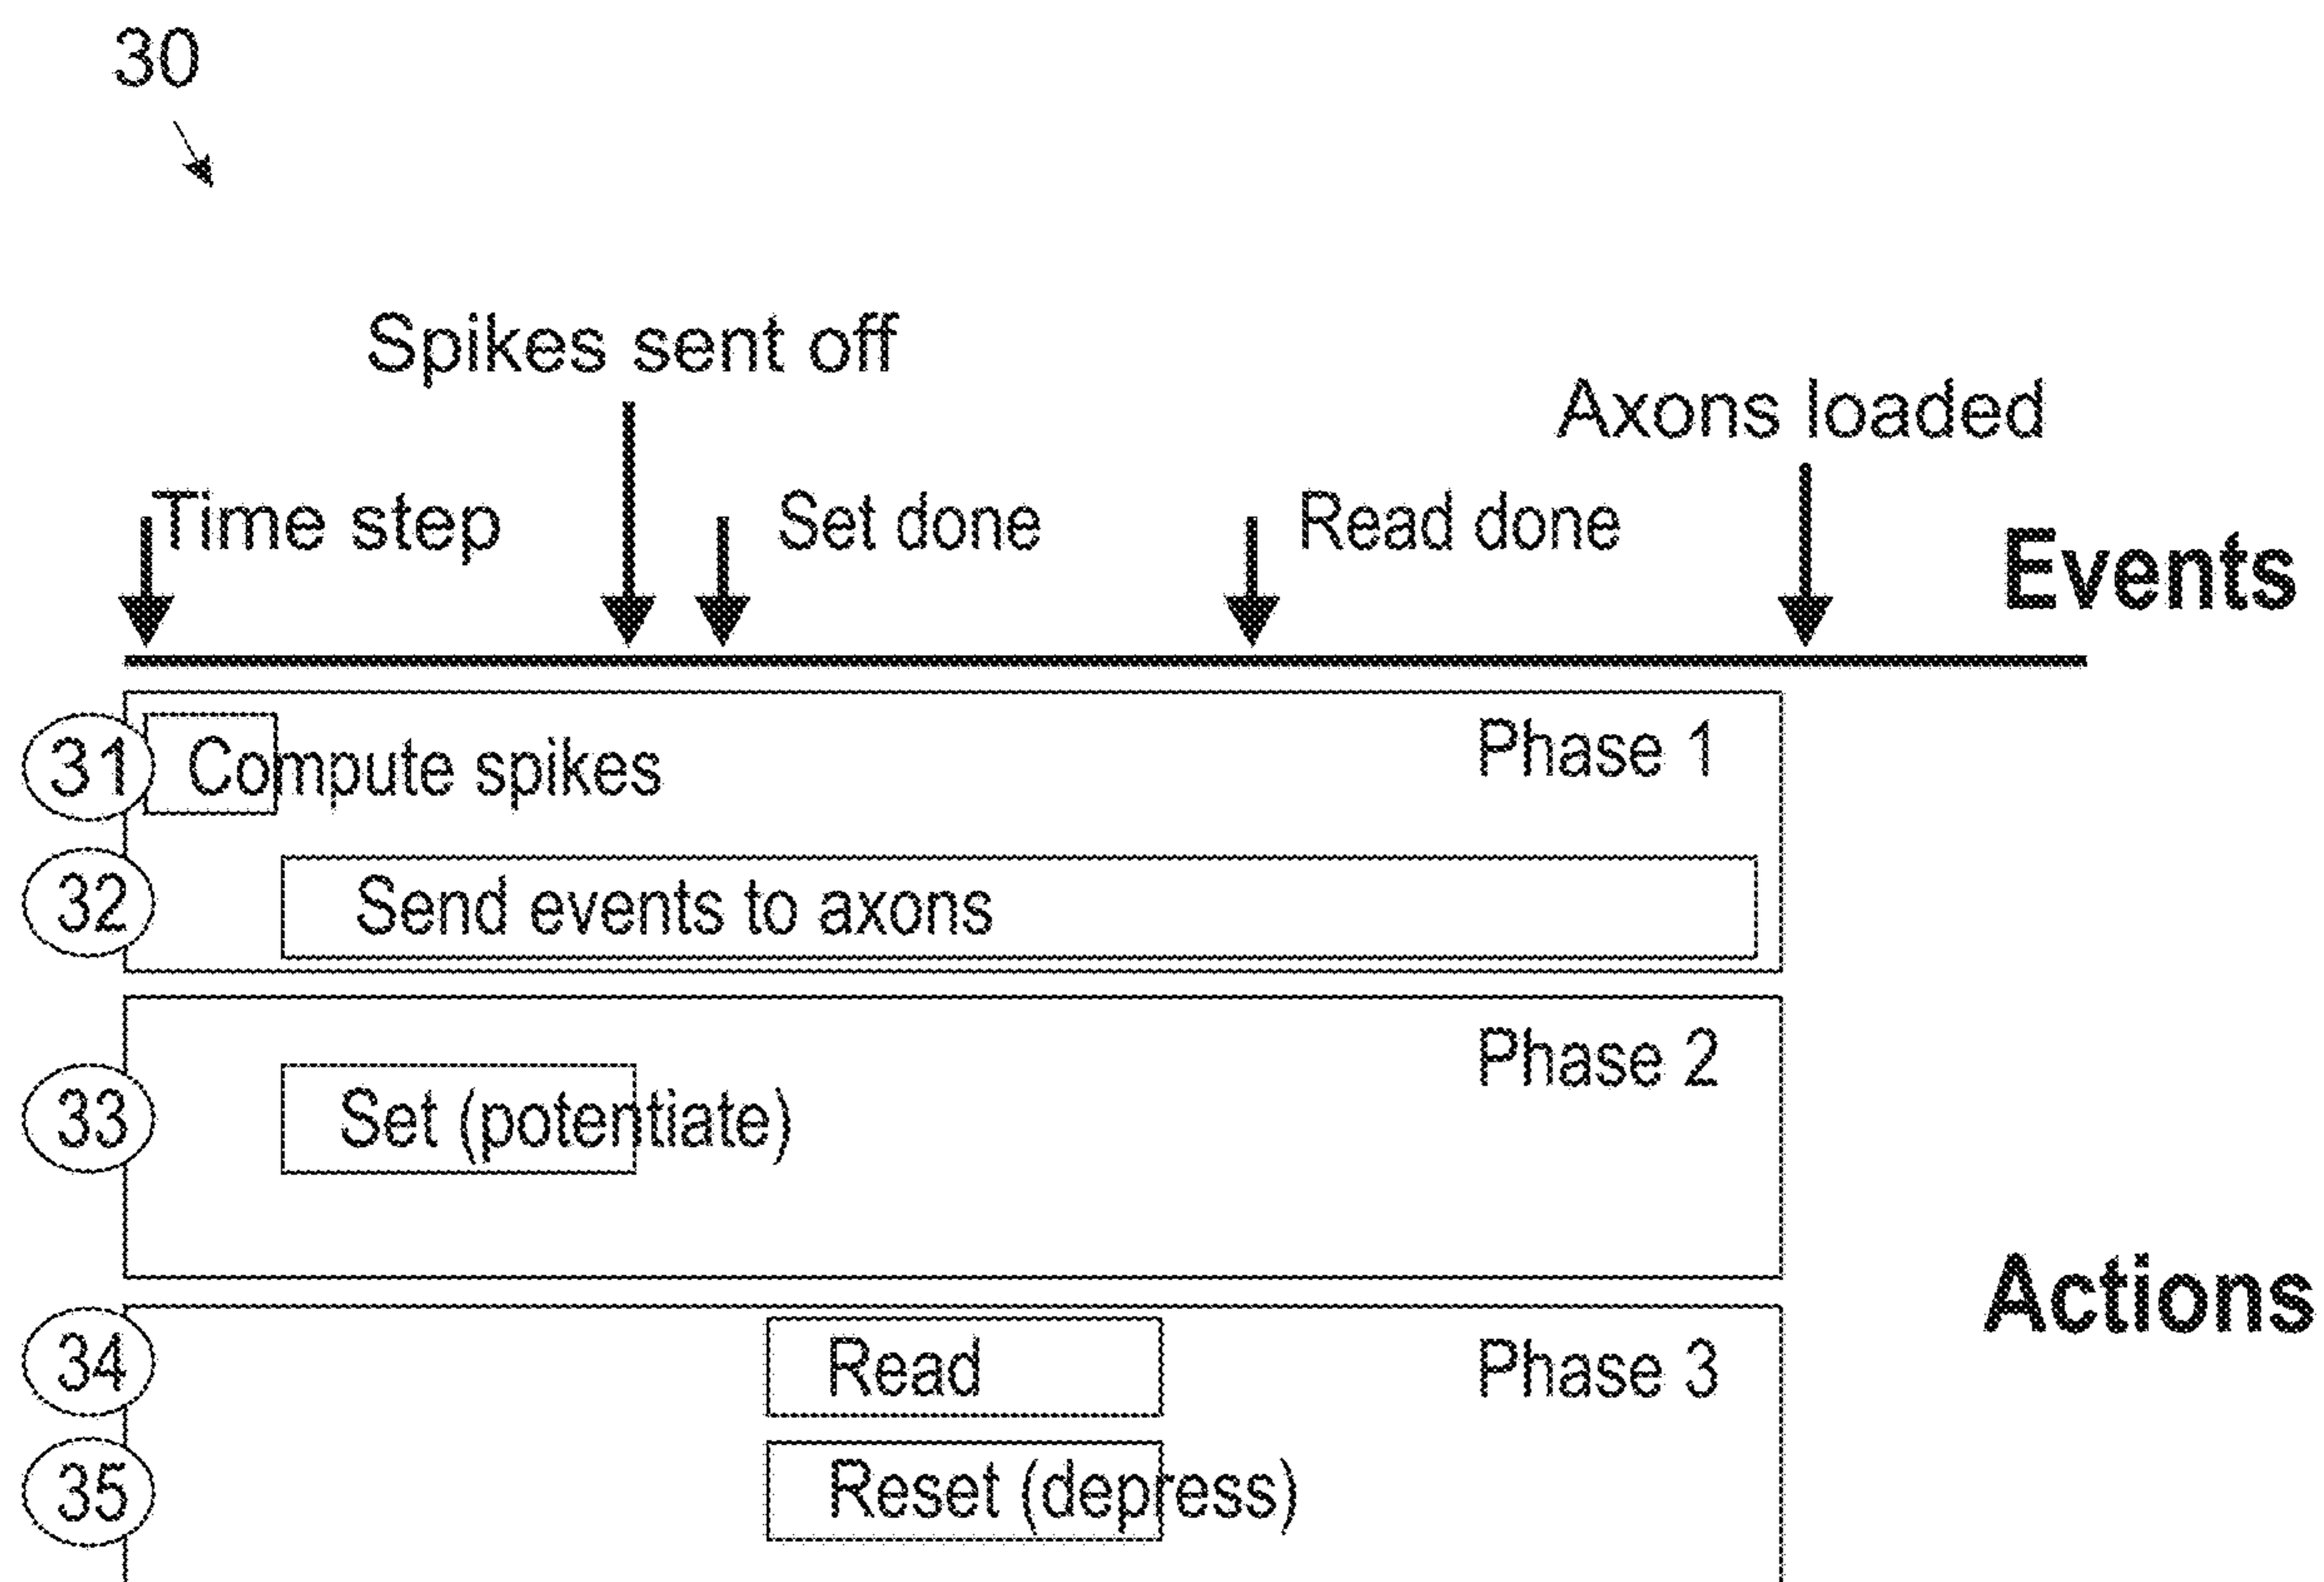 30
Spikes sent off
Axons loaded
Time step
Set done
Read done
Events
31 Compute spikes
Phase 1
32 Send events to axons
Phase 2
33 Set (potentiate)
Actions
34 Read
Phase 3
35 Reset (depress)